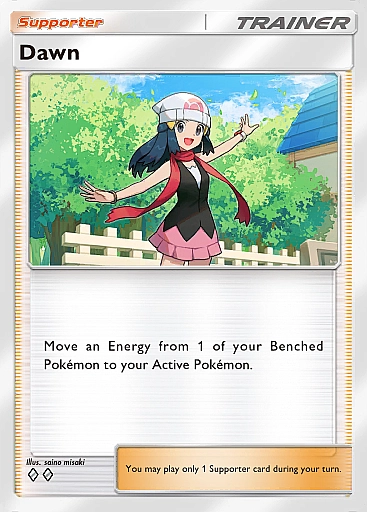 Supporter
TRAINER
Dawn
Move an Energy from 1 of your Benched
Pokémon to your Active Pokémon.
Illus. saino misaki
You may play only 1 Supporter card during your turn.